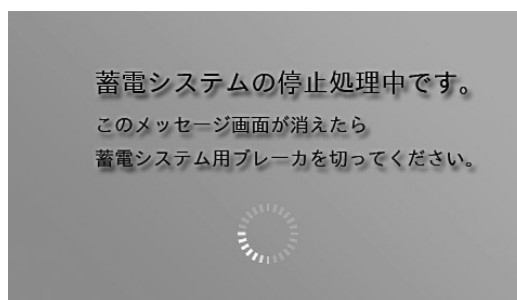 蓄電システムの停止処理中です。
このメッセージ画面が消えたら
蓄電システム用ブレーカを切ってください。